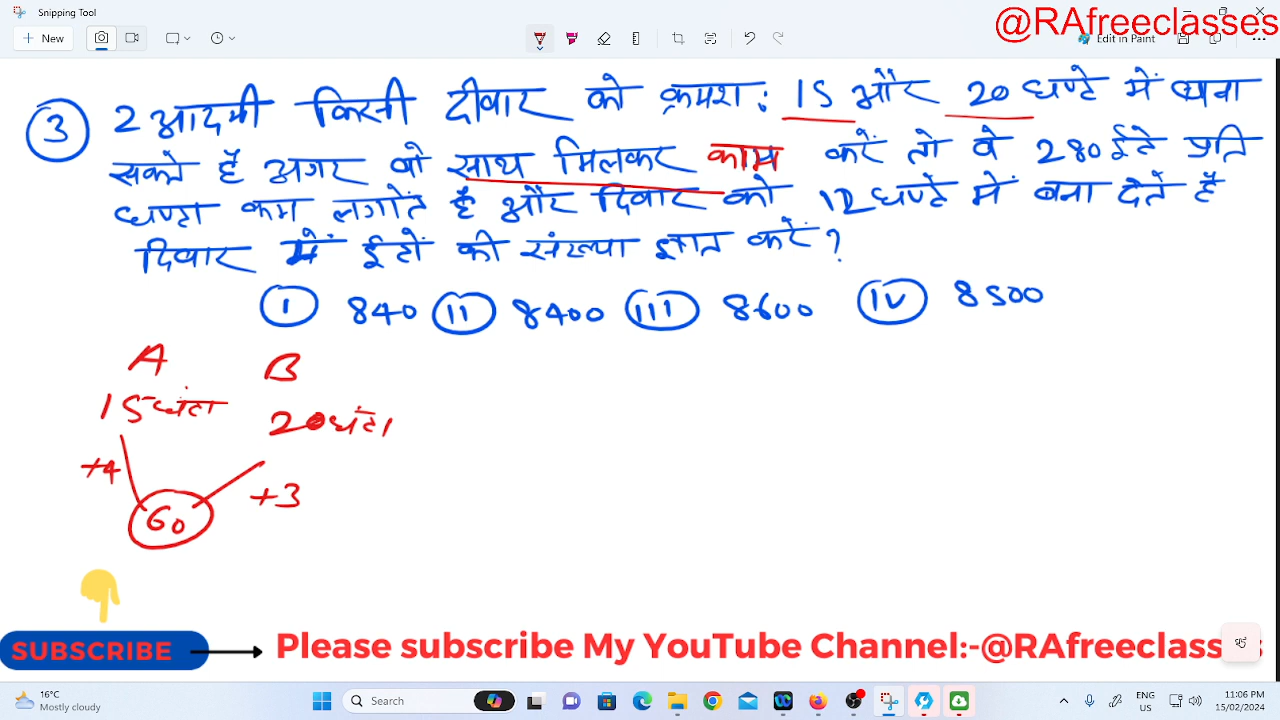 Snipping Tool
@RAfreeclasses
New
Edit in Paint
3 2 आदमी किसी दीवार को क्रमश: 15 और 20 घण्टे में बना
सकते हैं अगर वो साथ मिलकर काम करें तो वे 280 ईंटे प्रति
घण्टा कम लगाते है और दिवार को 12 घण्टे में बना देते है
दिवार में ईटों की संख्या ज्ञात करें ?
I 840 II 8400 III 8600 IV 8500
A B
15 घंटा 20 घंटा
+4 +3
60
SUBSCRIBE Please subscribe My YouTube Channel:-@RAfreeclasses
16°C
Mostly cloudy
Search
ENG
US
11:16 PM
15/02/2024